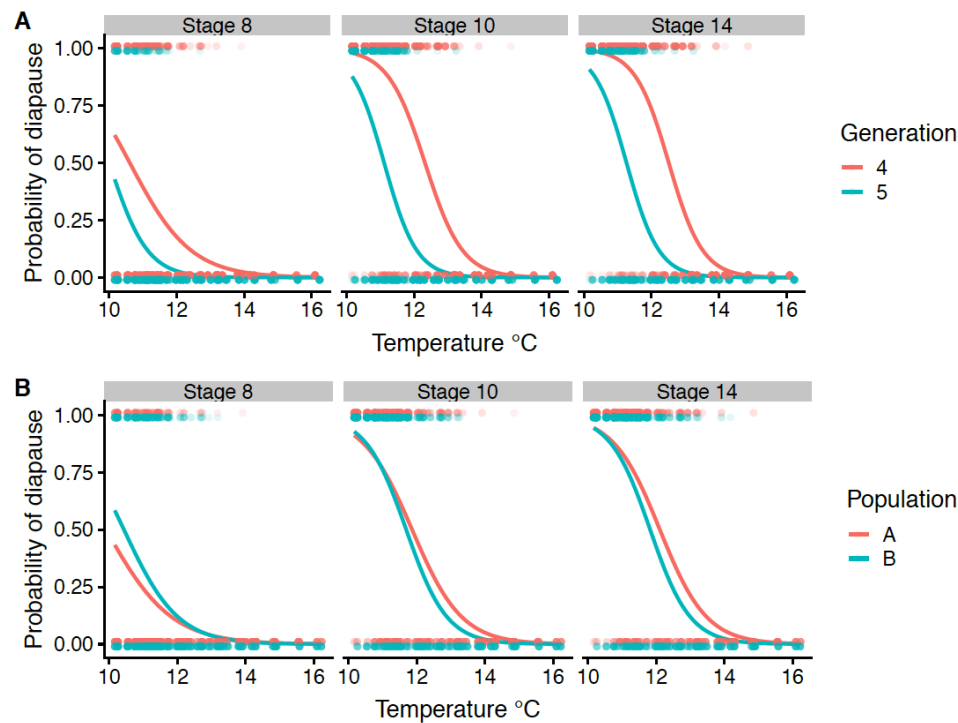 A
Stage 8 Stage 10 Stage 14
Probability of diapause
1.00
0.75
0.50
0.25
0.00
10 12 14 16 10 12 14 16 10 12 14 16
Temperature °C
Generation
4
5
B
Stage 8 Stage 10 Stage 14
Probability of diapause
1.00
0.75
0.50
0.25
0.00
10 12 14 16 10 12 14 16 10 12 14 16
Temperature °C
Population
A
B